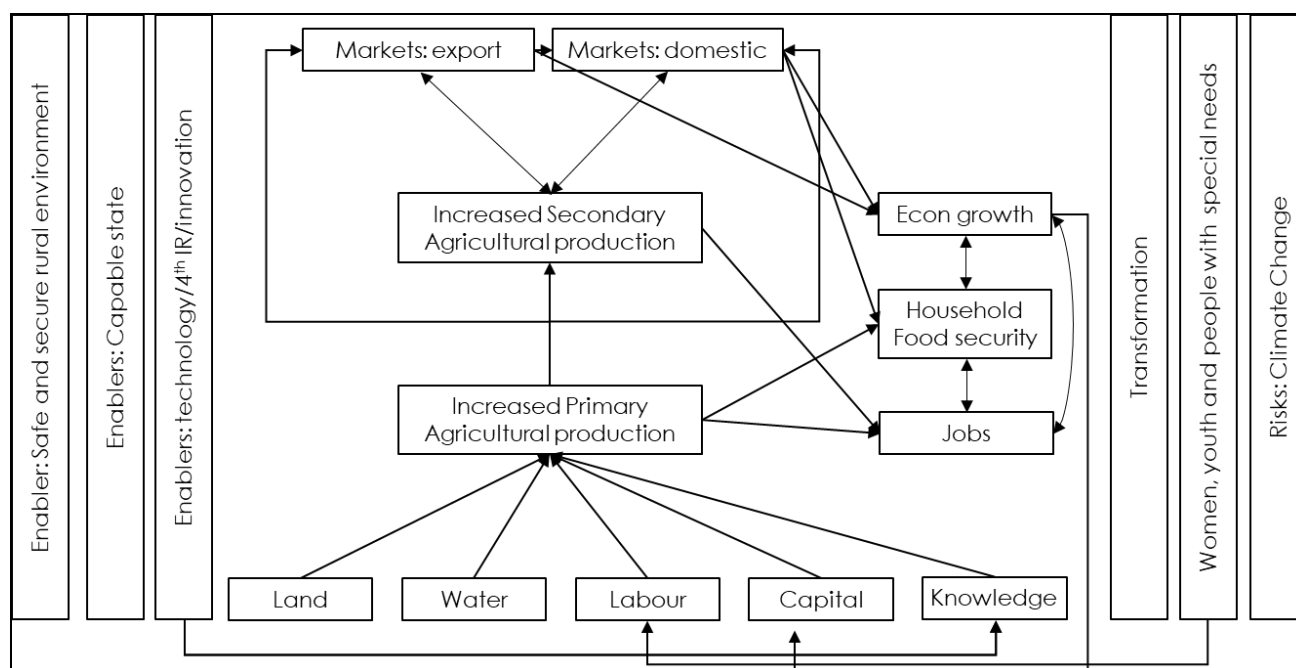 Enabler: Safe and secure rural environment
Enablers: Capable state
Enablers: technology/4th IR/innovation
Markets: export
Markets: domestic
Increased Secondary
Agricultural production
Econ growth
Household
Food security
Increased Primary
Agricultural production
Jobs
Land
Water
Labour
Capital
Knowledge
Transformation
Women, youth and people with special needs
Risks: Climate Change